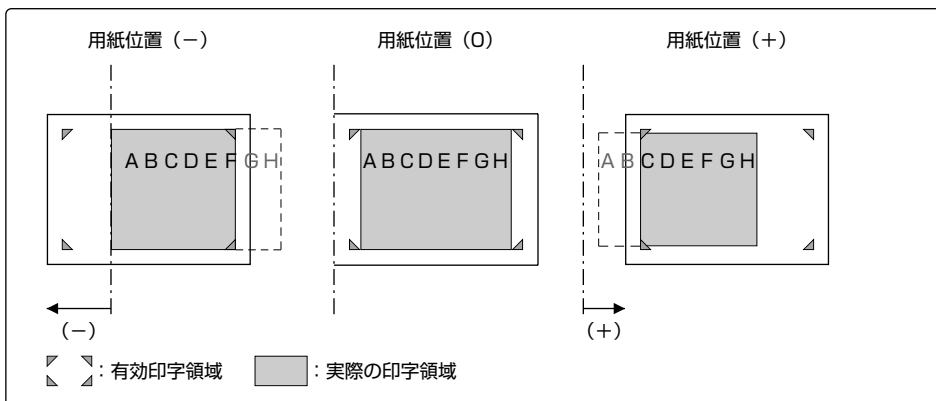 用紙位置（－）
用紙位置（0）
用紙位置（＋）
A B C D E F G H
A B C D E F G H
A B C D E F G H
（－）
（＋）
：有効印字領域
：実際の印字領域